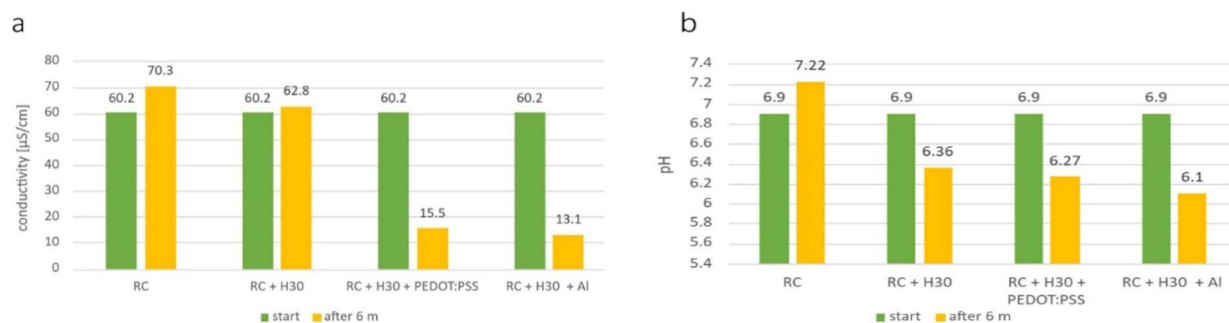 a
conductivity [µS/cm]
80
70
60
50
40
30
20
10
0
60.2
70.3
60.2
62.8
60.2
15.5
60.2
13.1
RC
RC + H30
RC + H30 + PEDOT:PSS
RC + H30 + Al
start
after 6 m
b
pH
7.4
7.2
7
6.8
6.6
6.4
6.2
6
5.8
5.6
5.4
6.9
7.22
6.9
6.36
6.9
6.27
6.9
6.1
RC
RC + H30
RC + H30 +
PEDOT:PSS
RC + H30 + Al
start
after 6 m